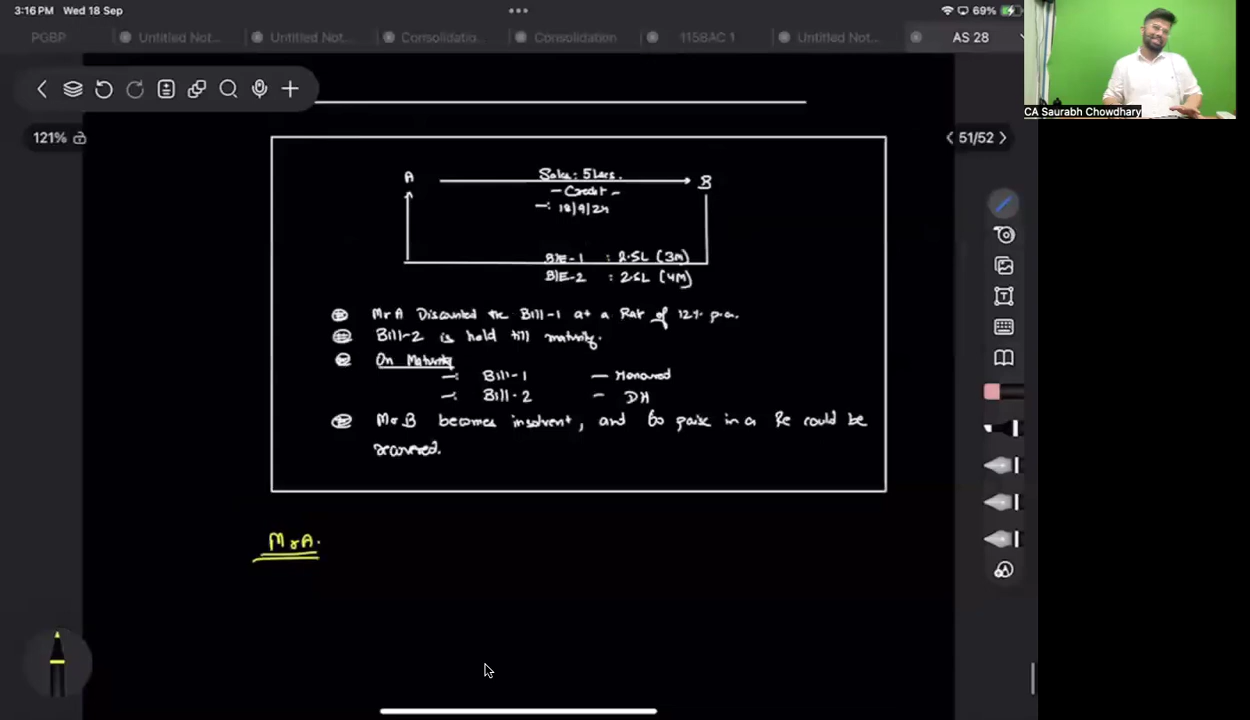 3:16 PM Wed 18 Sep
69%
PGBP
Untitled Not...
Untitled Not...
Consolidatio...
Consolidation
115BAC 1
Untitled Not...
AS 28
CA Saurabh Chowdhary
121%
51/52
A
Sales: 5 Lacs.
B
- Credit -
18/9/24
B/E-1 : 2.5L (3M)
B/E-2 : 2.5L (4M)
Mr A Discounted the Bill-1 at a Rate of 12% p.a.
Bill-2 is held till maturity.
On Maturity
Bill-1 — Honoured
Bill-2 — DH
Mr B becomes insolvent, and 60 paise in a Re could be
recovered.
Mr A.